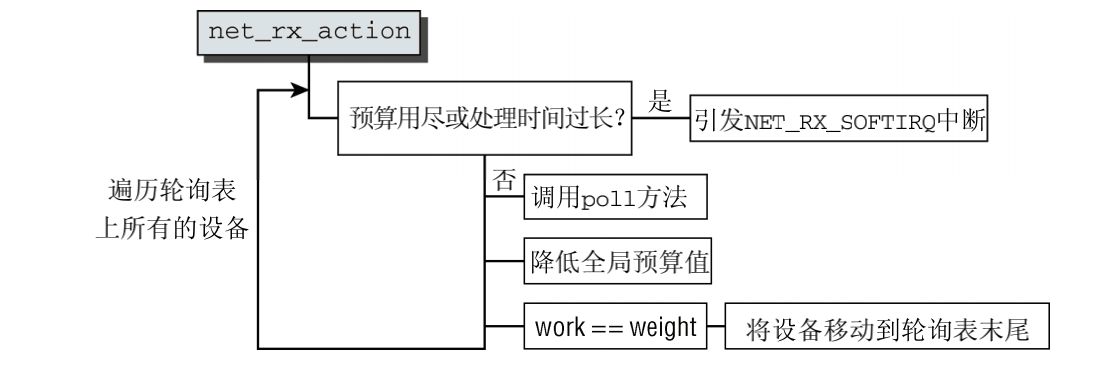 net_rx_action
预算用尽或处理时间过长?
是
引发NET_RX_SOFTIRQ中断
否
调用poll方法
遍历轮询表
上所有的设备
降低全局预算值
work == weight
将设备移动到轮询表末尾